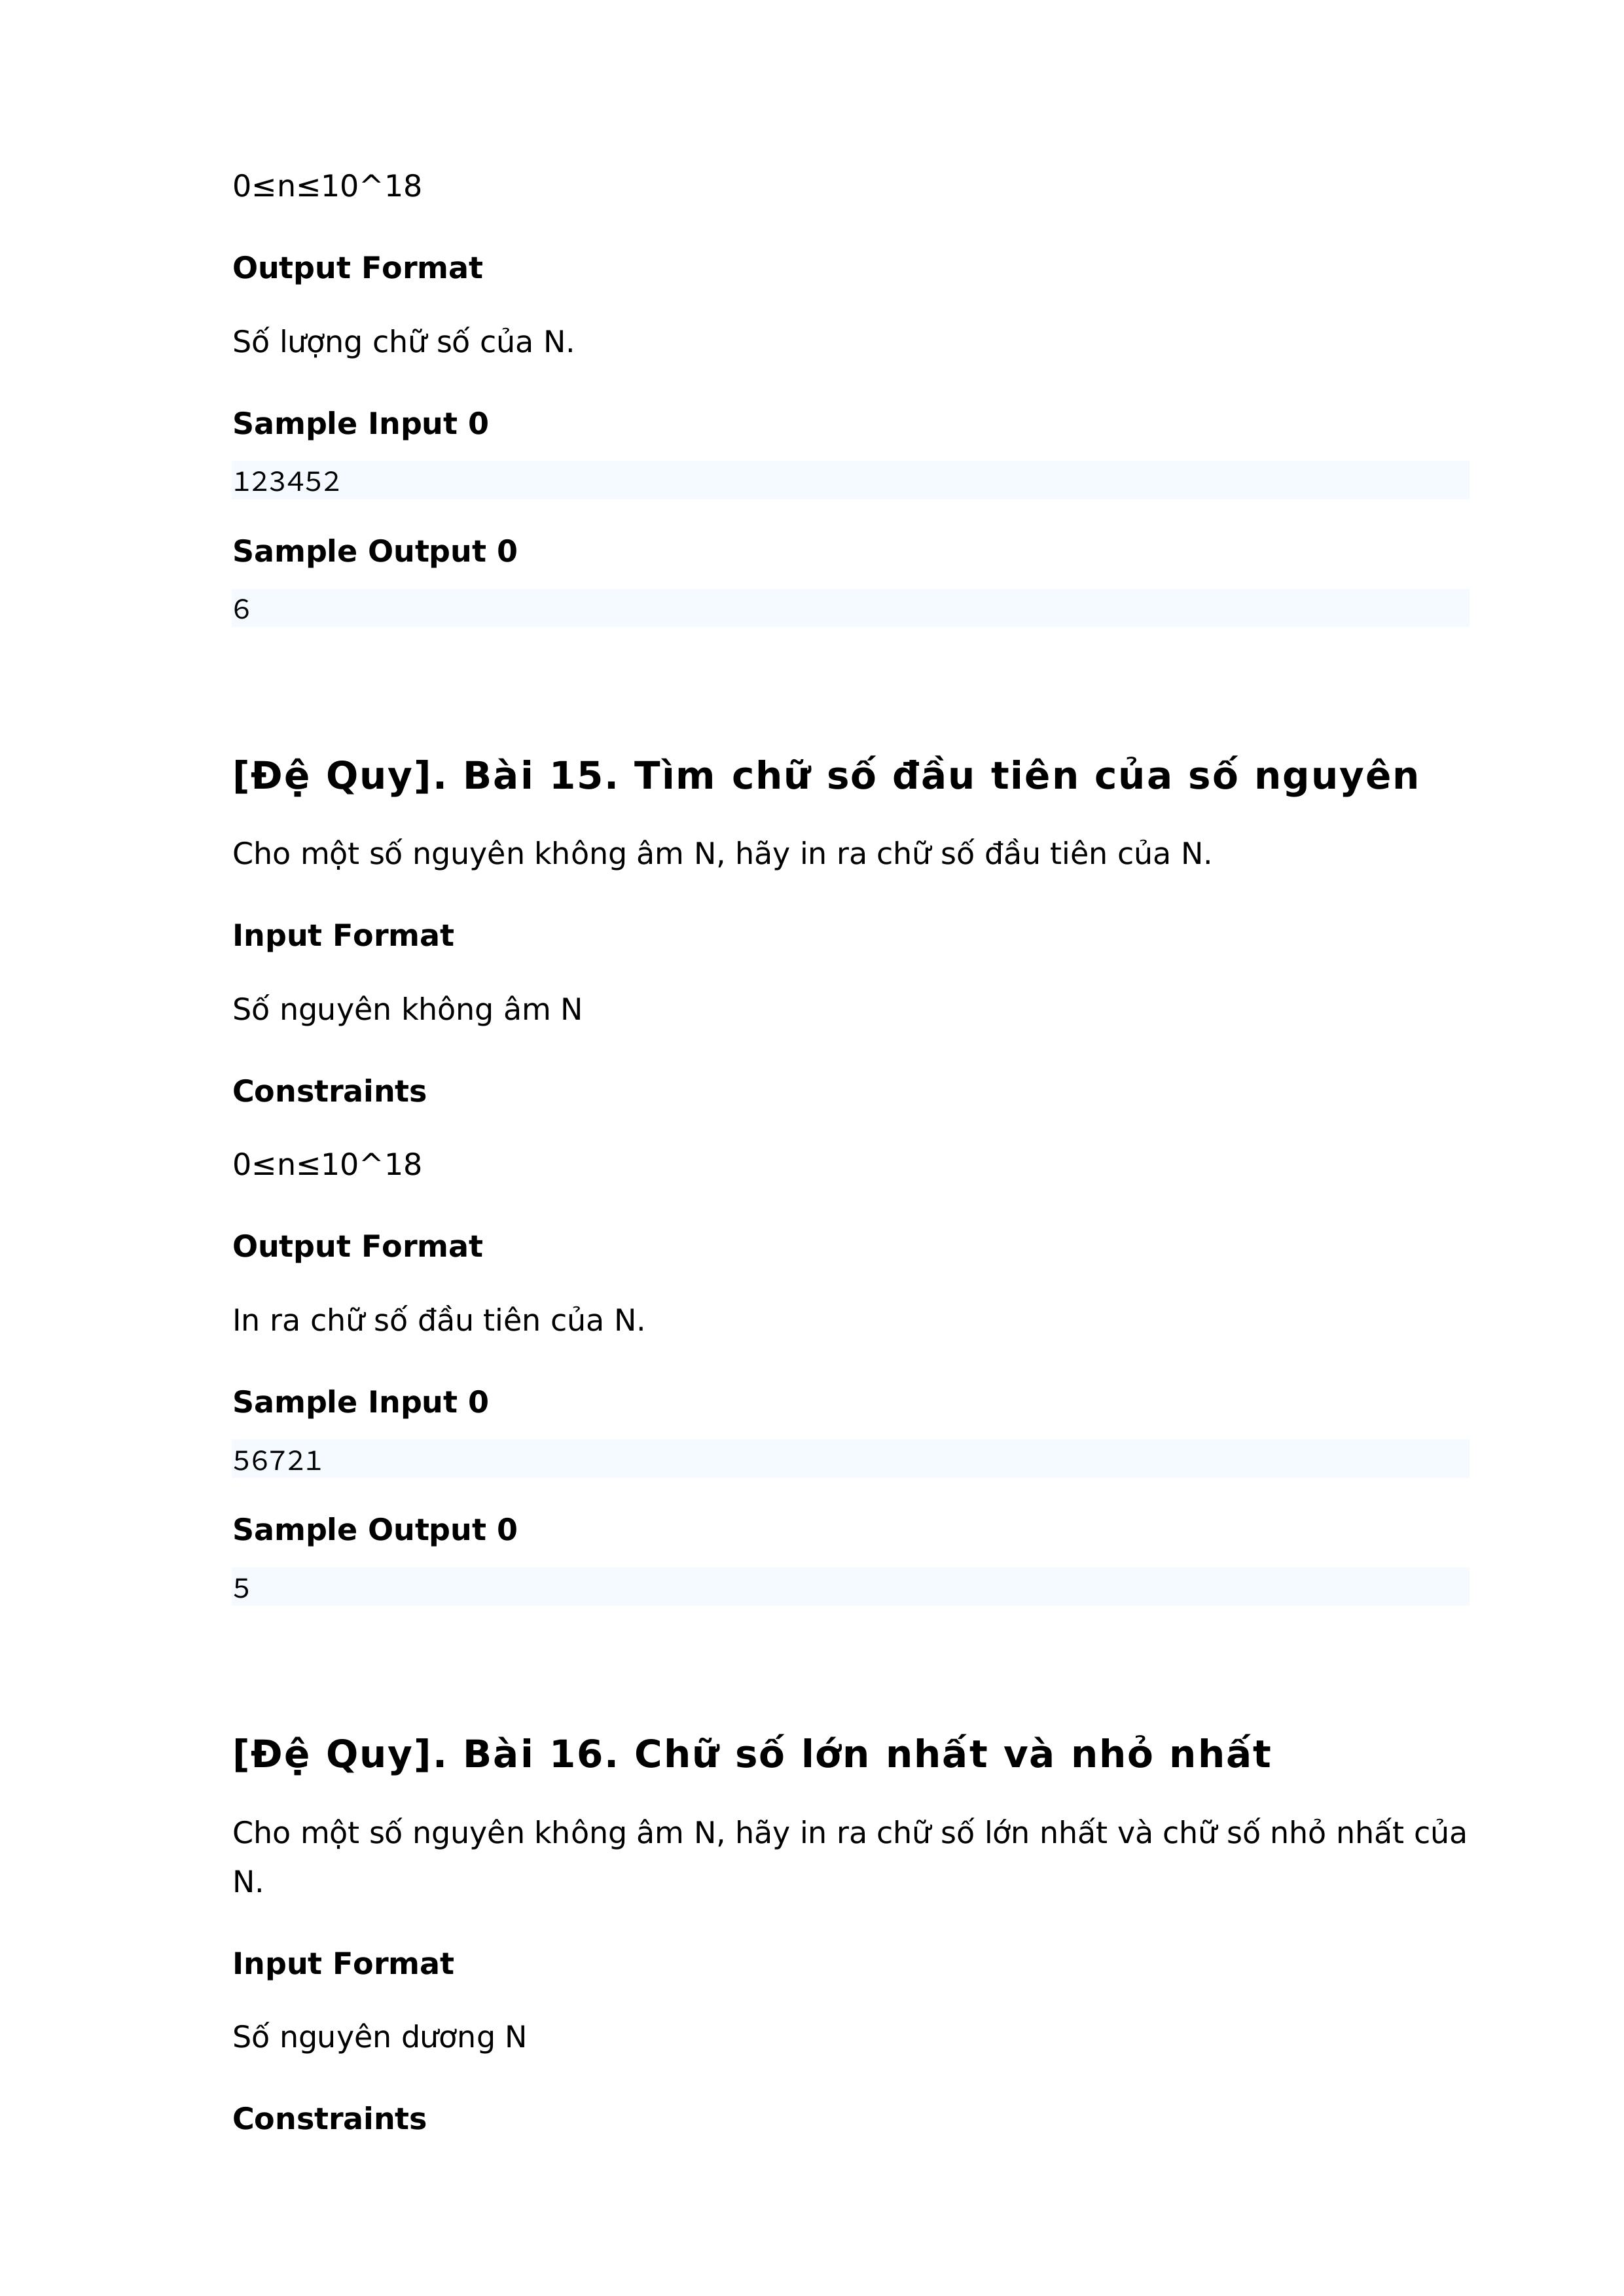 0≤n≤10^18
Output Format
Số lượng chữ số của N.
Sample Input 0
123452
Sample Output 0
6
[Đệ Quy]. Bài 15. Tìm chữ số đầu tiên của số nguyên
Cho một số nguyên không âm N, hãy in ra chữ số đầu tiên của N.
Input Format
Số nguyên không âm N
Constraints
0≤n≤10^18
Output Format
In ra chữ số đầu tiên của N.
Sample Input 0
56721
Sample Output 0
5
[Đệ Quy]. Bài 16. Chữ số lớn nhất và nhỏ nhất
Cho một số nguyên không âm N, hãy in ra chữ số lớn nhất và chữ số nhỏ nhất của
N.
Input Format
Số nguyên dương N
Constraints